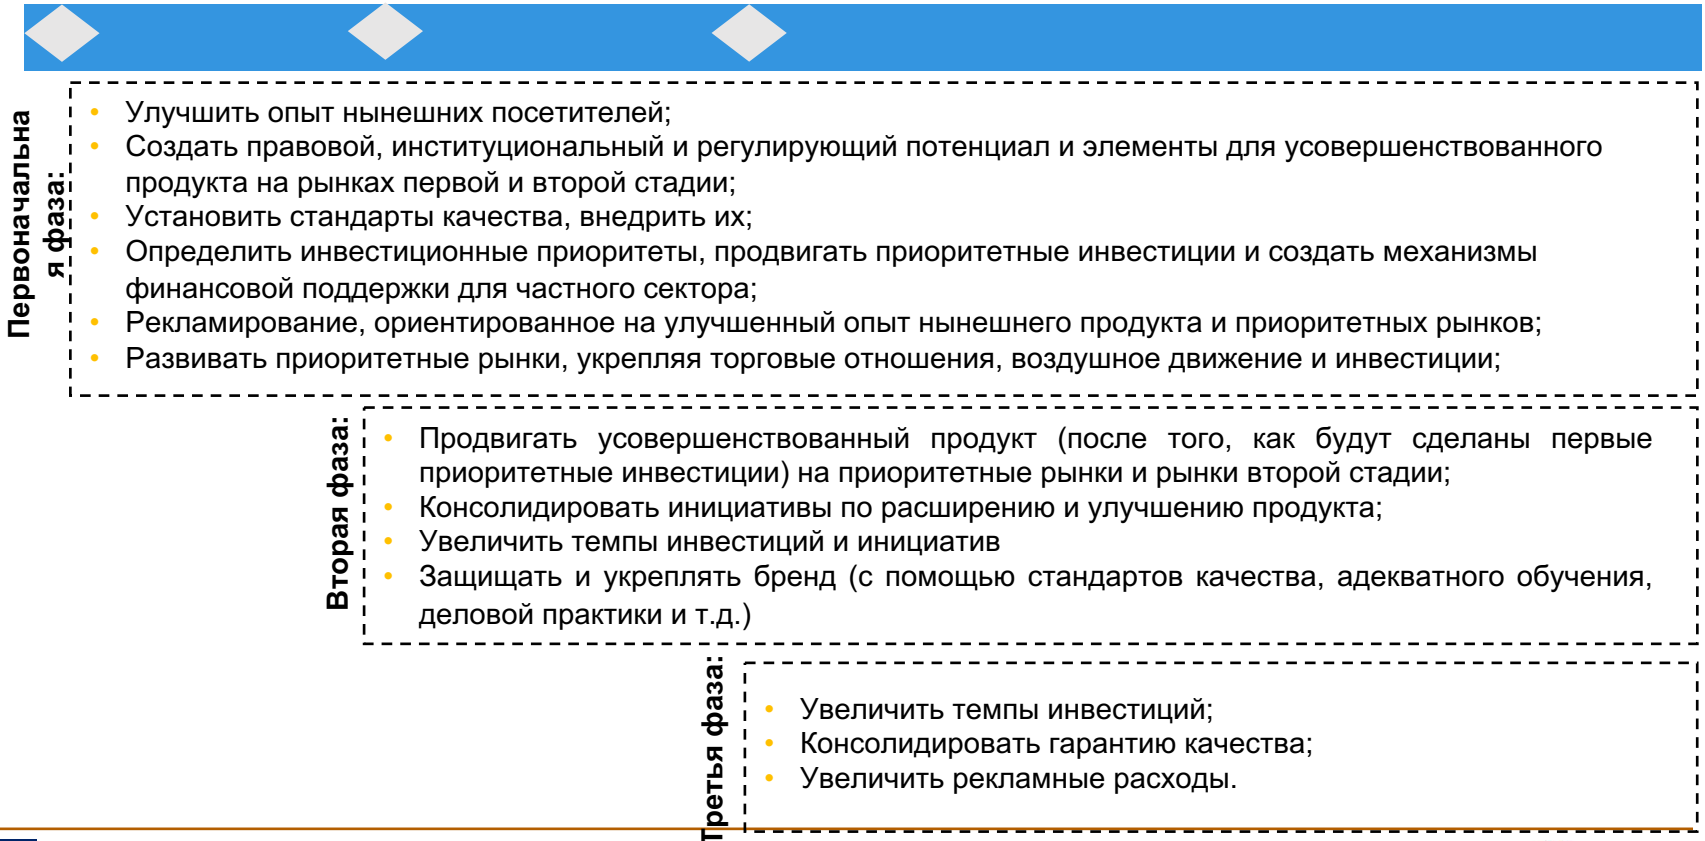 Первоначальна
я фаза:
• Улучшить опыт нынешних посетителей;
• Создать правовой, институциональный и регулирующий потенциал и элементы для усовершенствованного
продукта на рынках первой и второй стадии;
• Установить стандарты качества, внедрить их;
• Определить инвестиционные приоритеты, продвигать приоритетные инвестиции и создать механизмы
финансовой поддержки для частного сектора;
• Рекламирование, ориентированное на улучшенный опыт нынешнего продукта и приоритетных рынков;
• Развивать приоритетные рынки, укрепляя торговые отношения, воздушное движение и инвестиции;
Вторая фаза:
• Продвигать усовершенствованный продукт (после того, как будут сделаны первые
приоритетные инвестиции) на приоритетные рынки и рынки второй стадии;
• Консолидировать инициативы по расширению и улучшению продукта;
• Увеличить темпы инвестиций и инициатив
• Защищать и укреплять бренд (с помощью стандартов качества, адекватного обучения,
деловой практики и т.д.)
Третья фаза:
• Увеличить темпы инвестиций;
• Консолидировать гарантию качества;
• Увеличить рекламные расходы.